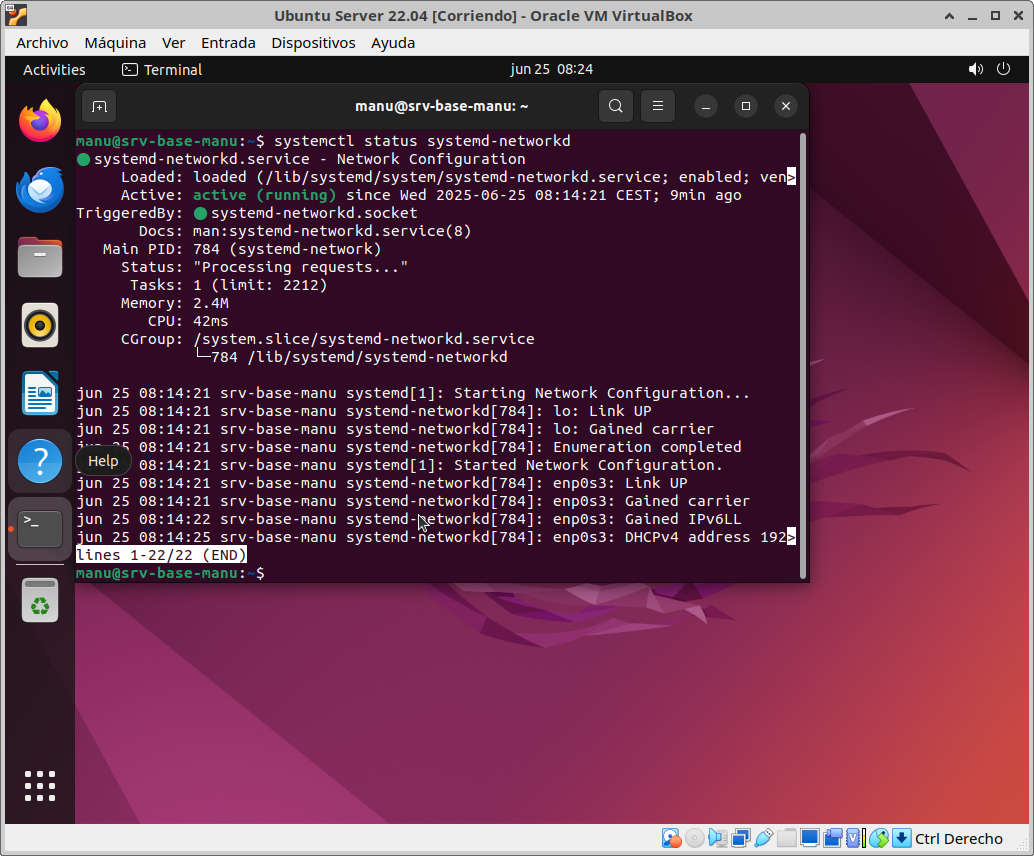 Ubuntu Server 22.04 [Corriendo] - Oracle VM VirtualBox
Archivo Máquina Ver Entrada Dispositivos Ayuda
Activities Terminal jun 25 08:24
manu@srv-base-manu: ~
manu@srv-base-manu:~$ systemctl status systemd-networkd
● systemd-networkd.service - Network Configuration
Loaded: loaded (/lib/systemd/system/systemd-networkd.service; enabled; ven>
Active: active (running) since Wed 2025-06-25 08:14:21 CEST; 9min ago
TriggeredBy: ● systemd-networkd.socket
Docs: man:systemd-networkd.service(8)
Main PID: 784 (systemd-network)
Status: "Processing requests..."
Tasks: 1 (limit: 2212)
Memory: 2.4M
CPU: 42ms
CGroup: /system.slice/systemd-networkd.service
└─784 /lib/systemd/systemd-networkd
jun 25 08:14:21 srv-base-manu systemd[1]: Starting Network Configuration...
jun 25 08:14:21 srv-base-manu systemd-networkd[784]: lo: Link UP
jun 25 08:14:21 srv-base-manu systemd-networkd[784]: lo: Gained carrier
jun 25 08:14:21 srv-base-manu systemd-networkd[784]: Enumeration completed
Help
jun 25 08:14:21 srv-base-manu systemd[1]: Started Network Configuration.
jun 25 08:14:21 srv-base-manu systemd-networkd[784]: enp0s3: Link UP
jun 25 08:14:21 srv-base-manu systemd-networkd[784]: enp0s3: Gained carrier
jun 25 08:14:22 srv-base-manu systemd-networkd[784]: enp0s3: Gained IPv6LL
jun 25 08:14:25 srv-base-manu systemd-networkd[784]: enp0s3: DHCPv4 address 192>
lines 1-22/22 (END)
manu@srv-base-manu:~$
Ctrl Derecho